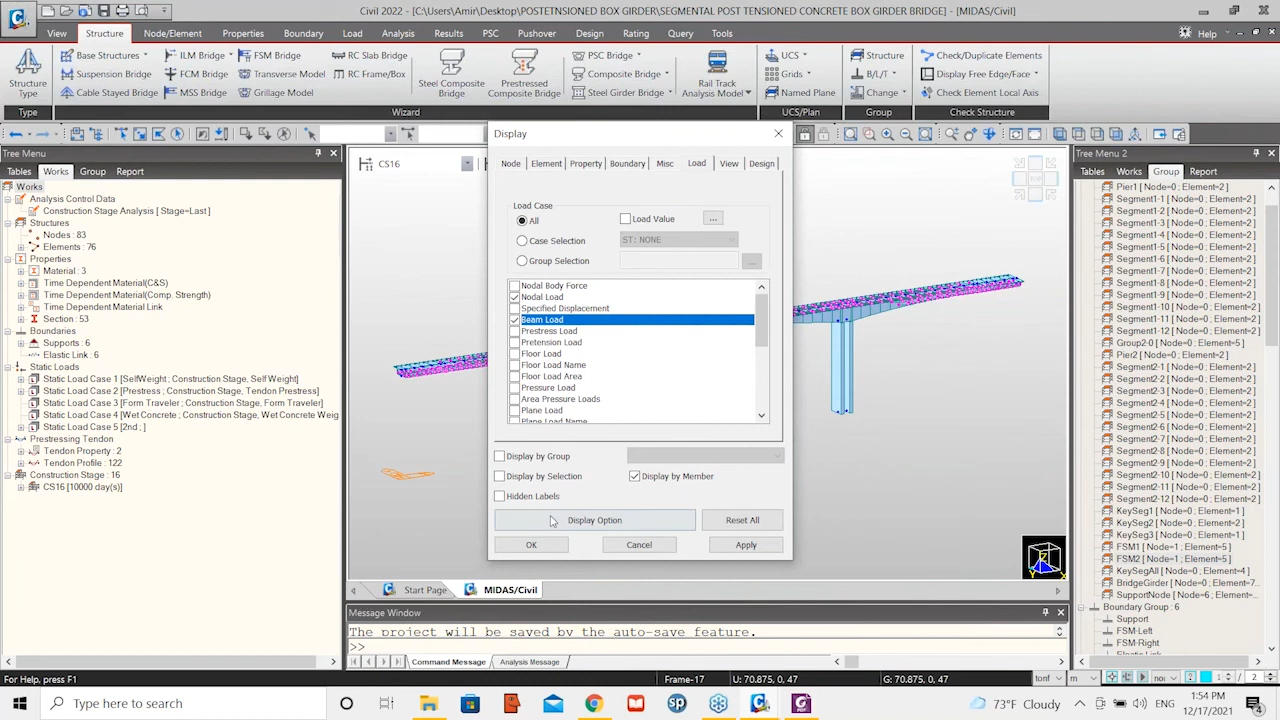 Civil 2022 - [C:\Users\Amir\Desktop\POSTETNSIONED BOX GIRDER\SEGMENTAL POST TENSIONED CONCRETE BOX GIRDER BRIDGE] - [MIDAS/Civil]
View Structure Node/Element Properties Boundary Load Analysis Results PSC Pushover Design Rating Query Tools Help
Base Structures ILM Bridge FSM Bridge RC Slab Bridge PSC Bridge UCS Structure Check/Duplicate Elements
Suspension Bridge FCM Bridge Transverse Model RC Frame/Box Composite Bridge Grids B/L/T Display Free Edge/Face
Cable Stayed Bridge MSS Bridge Grillage Model Steel Girder Bridge Named Plane Change Check Element Local Axis
Structure Type
Steel Composite Bridge
Prestressed Composite Bridge
Rail Track Analysis Model
Type Wizard UCS/Plan Group Check Structure
Tree Menu
Tables Works Group Report
Works
Analysis Control Data
Construction Stage Analysis [ Stage=Last ]
Structures
Nodes : 83
Elements : 76
Properties
Material : 3
Time Dependent Material(C&S)
Time Dependent Material(Comp. Strength)
Time Dependent Material Link
Section : 53
Boundaries
Supports : 6
Elastic Link : 6
Static Loads
Static Load Case 1 [SelfWeight ; Construction Stage, Self Weight]
Static Load Case 2 [Prestress ; Construction Stage, Tendon Prestress]
Static Load Case 3 [Form Traveler ; Construction Stage, Form Traveler]
Static Load Case 4 [Wet Concrete ; Construction Stage, Wet Concrete Weig
Static Load Case 5 [2nd ; ]
Prestressing Tendon
Tendon Property : 2
Tendon Profile : 122
Construction Stage : 16
CS16 [10000 day(s)]
CS16
Display
Node Element Property Boundary Misc Load View Design
Load Case
All
Load Value
...
Case Selection
ST: NONE
Group Selection
...
Nodal Body Force
Nodal Load
Specified Displacement
Beam Load
Prestress Load
Pretension Load
Floor Load
Floor Load Name
Floor Load Area
Pressure Load
Area Pressure Loads
Plane Load
Plane Load Name
Display by Group
Display by Selection
Display by Member
Hidden Labels
Display Option
Reset All
OK
Cancel
Apply
TOP
Start Page
MIDAS/Civil
Message Window
The project will be saved by the auto-save feature.
>>
Command Message
Analysis Message
Tree Menu 2
Tables Works Group Report
Pier1 [ Node=0 ; Element=2 ]
Segment1-1 [ Node=0 ; Element=2 ]
Segment1-2 [ Node=0 ; Element=2 ]
Segment1-3 [ Node=0 ; Element=2 ]
Segment1-4 [ Node=0 ; Element=2 ]
Segment1-5 [ Node=0 ; Element=2 ]
Segment1-6 [ Node=0 ; Element=2 ]
Segment1-7 [ Node=0 ; Element=2 ]
Segment1-8 [ Node=0 ; Element=2 ]
Segment1-9 [ Node=0 ; Element=2 ]
Segment1-10 [ Node=0 ; Element=2 ]
Segment1-11 [ Node=0 ; Element=2 ]
Segment1-12 [ Node=0 ; Element=2 ]
Group2-0 [ Node=0 ; Element=5 ]
Pier2 [ Node=0 ; Element=2 ]
Segment2-1 [ Node=0 ; Element=2 ]
Segment2-2 [ Node=0 ; Element=2 ]
Segment2-3 [ Node=0 ; Element=2 ]
Segment2-4 [ Node=0 ; Element=2 ]
Segment2-5 [ Node=0 ; Element=2 ]
Segment2-6 [ Node=0 ; Element=2 ]
Segment2-7 [ Node=0 ; Element=2 ]
Segment2-8 [ Node=0 ; Element=2 ]
Segment2-9 [ Node=0 ; Element=2 ]
Segment2-10 [ Node=0 ; Element=2 ]
Segment2-11 [ Node=0 ; Element=2 ]
Segment2-12 [ Node=0 ; Element=2 ]
KeySeg1 [ Node=0 ; Element=2 ]
KeySeg2 [ Node=0 ; Element=2 ]
KeySeg3 [ Node=0 ; Element=2 ]
FSM1 [ Node=1 ; Element=5 ]
FSM2 [ Node=1 ; Element=5 ]
KeySegAll [ Node=0 ; Element=4 ]
BridgeGirder [ Node=0 ; Element=7...
SupportNode [ Node=6 ; Element=...
Boundary Group : 6
Support
FSM-Left
FSM-Right
Elastic Link
For Help, press F1
Frame-17
U: 70.875, 0, 47
G: 70.875, 0, 47
tonf
m
non
1
/ 2
Type here to search
73°F Cloudy
ENG
1:54 PM
12/17/2021
4